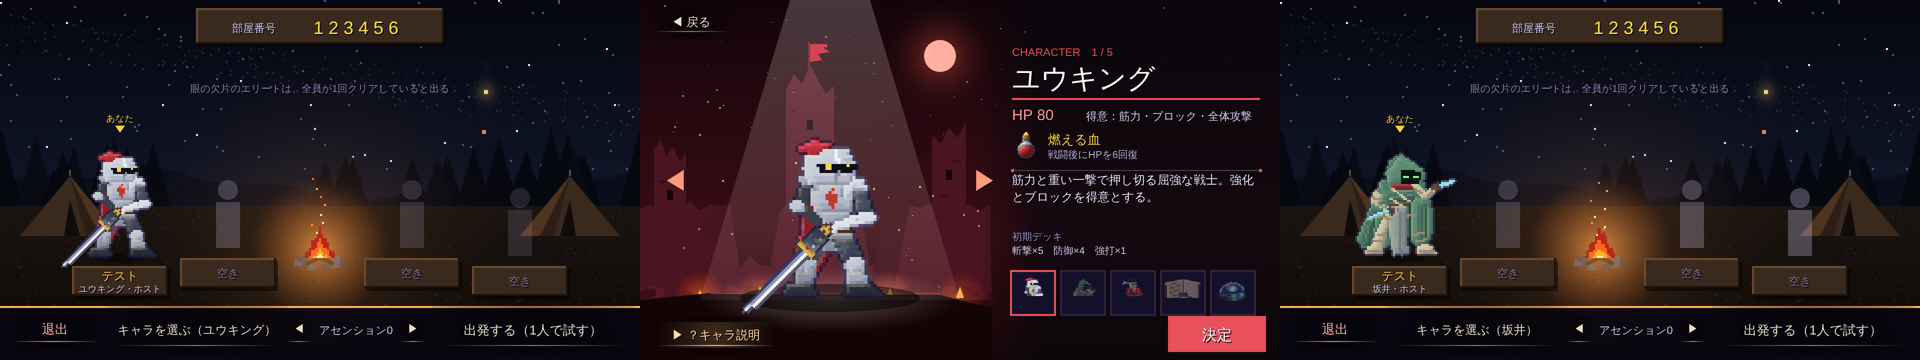 部屋番号 123456
眼の欠片のエリートは、全員が1回クリアしていると出る
あなた
テスト
ユウキング・ホスト
空き
空き
空き
退出
キャラを選ぶ（ユウキング）
◀ アセンション0 ▶
出発する（1人で試す）
◀ 戻る
CHARACTER 1 / 5
ユウキング
HP 80 得意：筋力・ブロック・全体攻撃
燃える血
戦闘後にHPを6回復
筋力と重い一撃で押し切る屈強な戦士。強化
とブロックを得意とする。
初期デッキ
斬撃×5 防御×4 強打×1
▶ ？キャラ説明
決定
部屋番号 123456
眼の欠片のエリートは、全員が1回クリアしていると出る
あなた
テスト
坂井・ホスト
空き
空き
空き
退出
キャラを選ぶ（坂井）
◀ アセンション0 ▶
出発する（1人で試す）